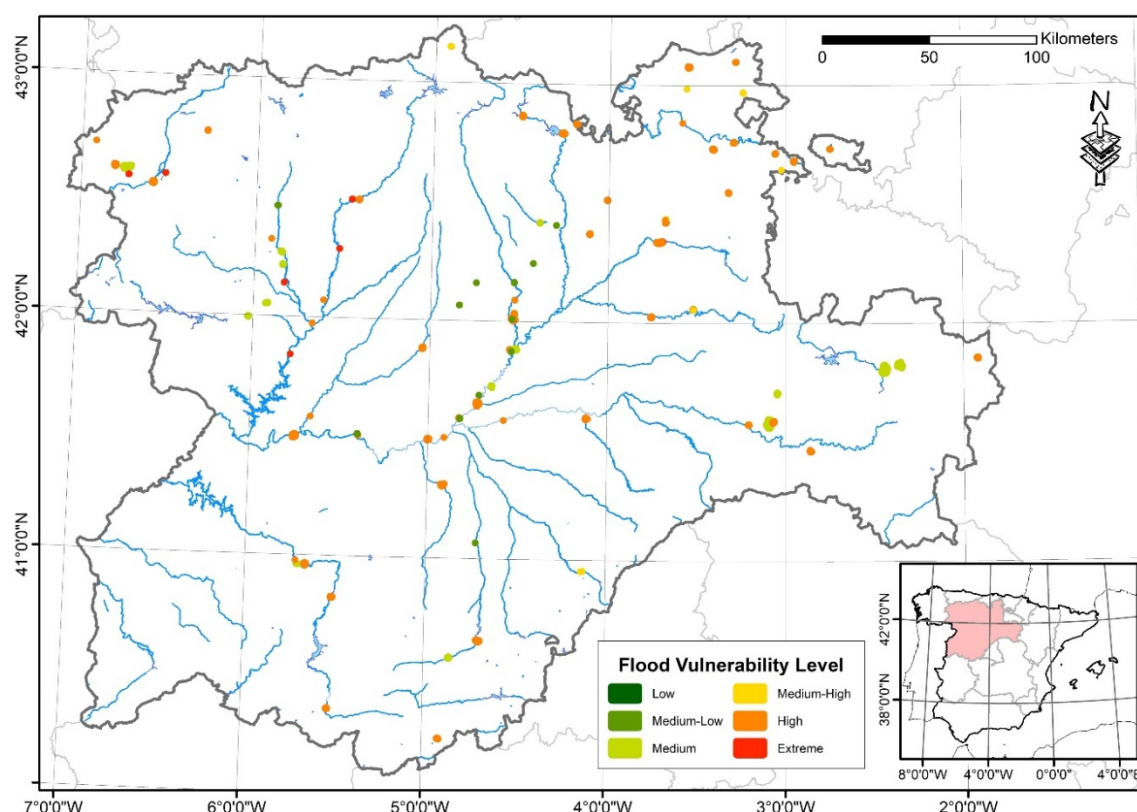 0 50 100 Kilometers
43°0'0"N
42°0'0"N
41°0'0"N
N
Flood Vulnerability Level
Low Medium-High
Medium-Low High
Medium Extreme
42°0'0"N
38°0'0"N
8°0'0"W 4°0'0"W 0°0'0"W 4°0'0"E
7°0'0"W 6°0'0"W 5°0'0"W 4°0'0"W 3°0'0"W 2°0'0"W